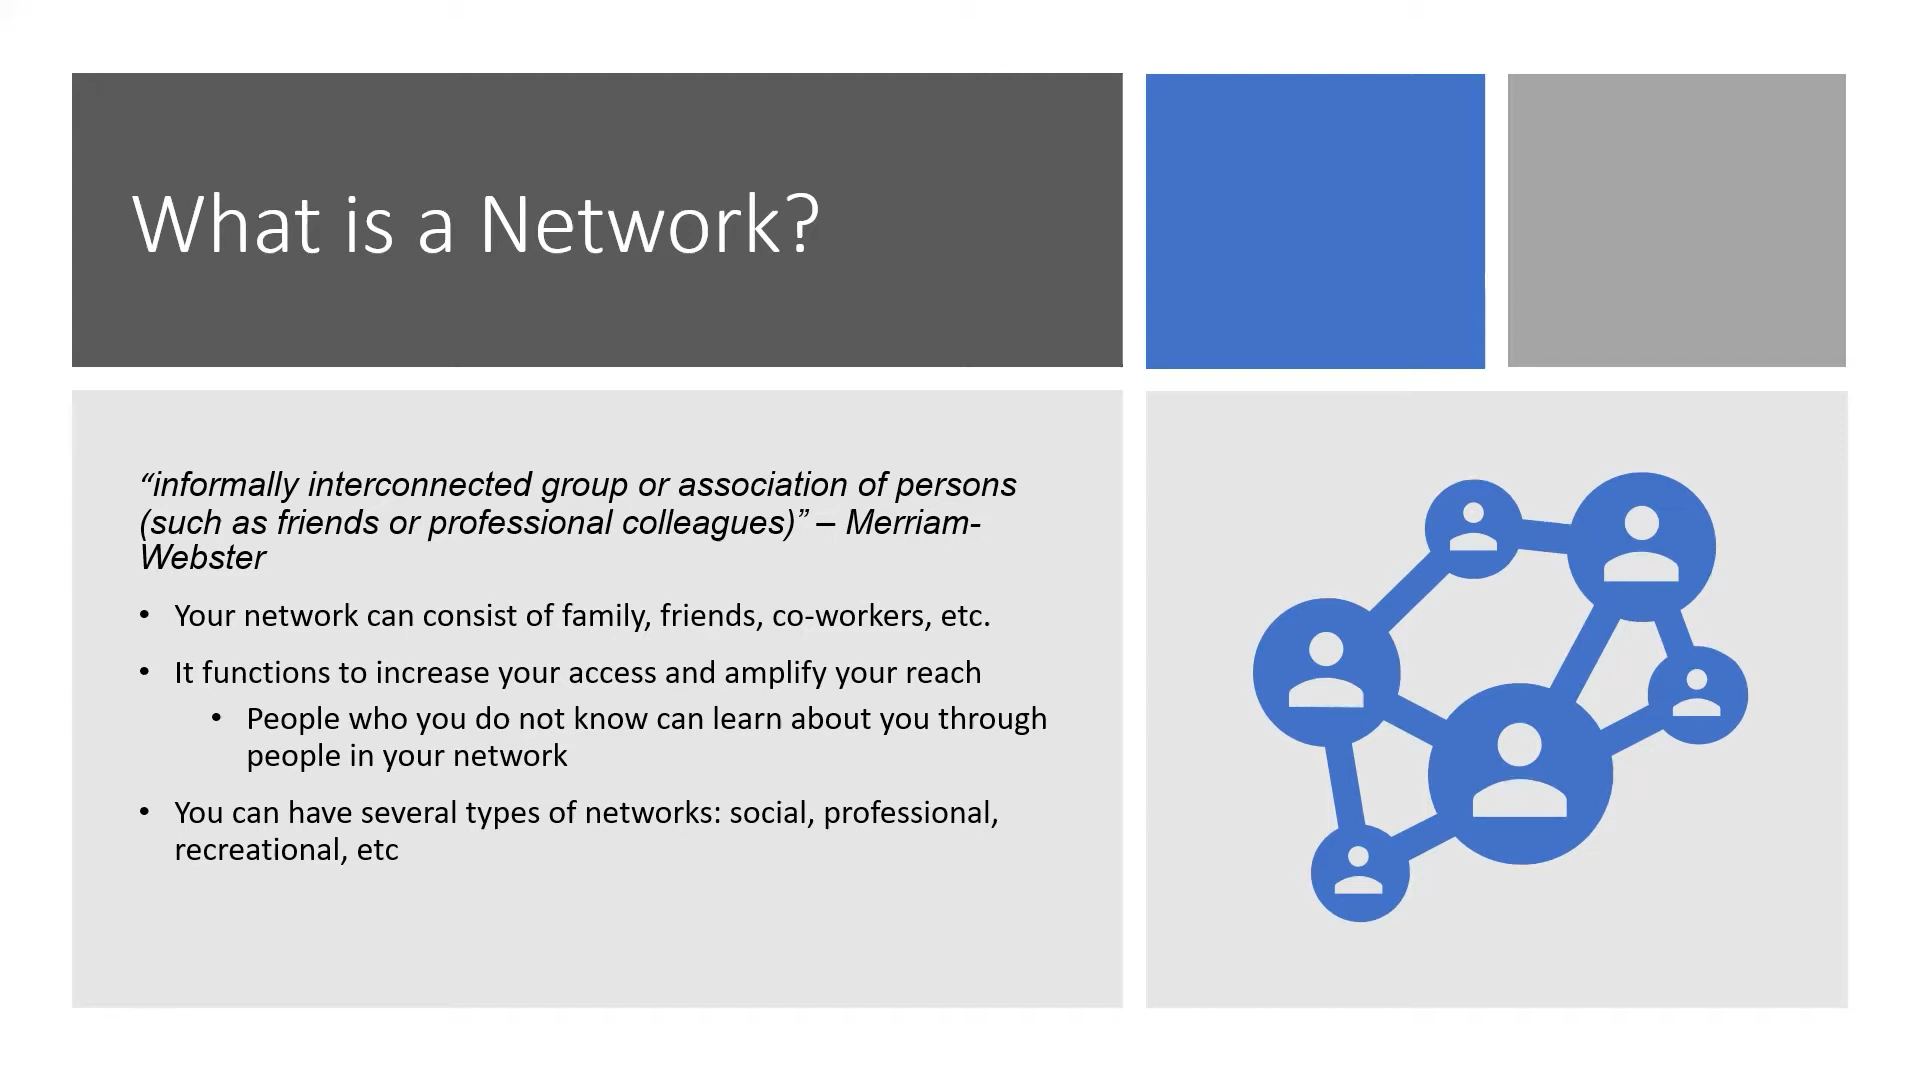 What is a Network?
“informally interconnected group or association of persons
(such as friends or professional colleagues)” – Merriam-
Webster
• Your network can consist of family, friends, co-workers, etc.
• It functions to increase your access and amplify your reach
• People who you do not know can learn about you through
people in your network
• You can have several types of networks: social, professional,
recreational, etc